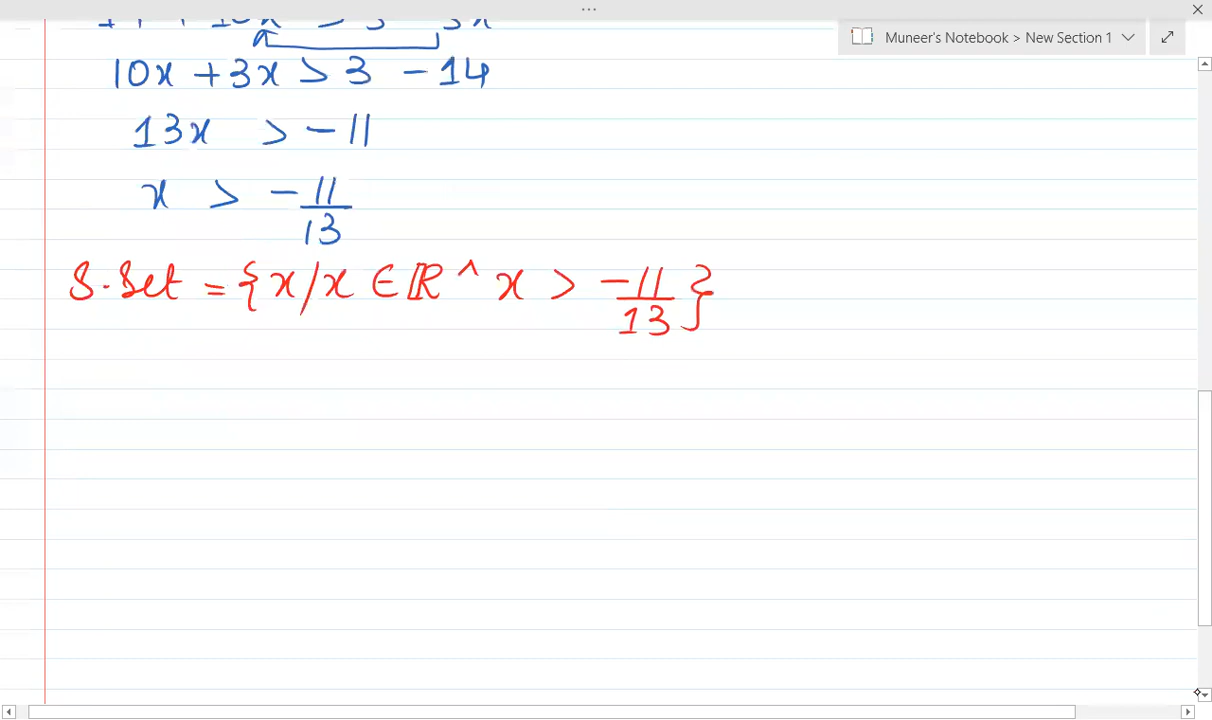 ...
Muneer's Notebook > New Section 1
10x + 3x > 3 - 14
13x > - 11
x > - 11/13
S.Set = {x/x ∈ ℝ ^ x > -11/13}